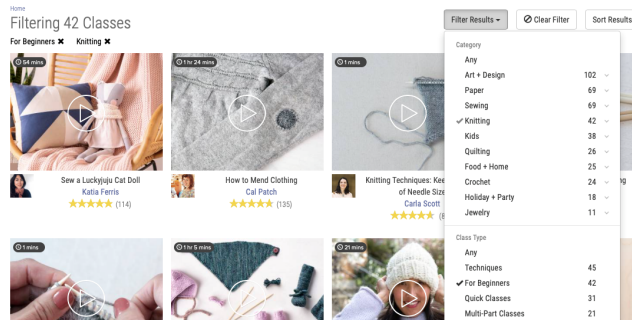 Home
Filtering 42 Classes
Filter Results
Clear Filter
Sort Results
For Beginners ✖ Knitting ✖
54 mins
1 hr 24 mins
1 mins
Sew a Luckyjuju Cat Doll
Katia Ferris
(114)
How to Mend Clothing
Cal Patch
(135)
Knitting Techniques:
of Needle
Carla Scott
1 mins
1 hr 5 mins
21 mins
Category
Any
Art + Design 102
Paper 69
Sewing 69
Knitting 42
Kids 38
Quilting 26
Food + Home 25
Crochet 24
Holiday + Party 18
Jewelry 11
Class Type
Any
Techniques 45
For Beginners 42
Quick Classes 31
Multi-Part Classes 21